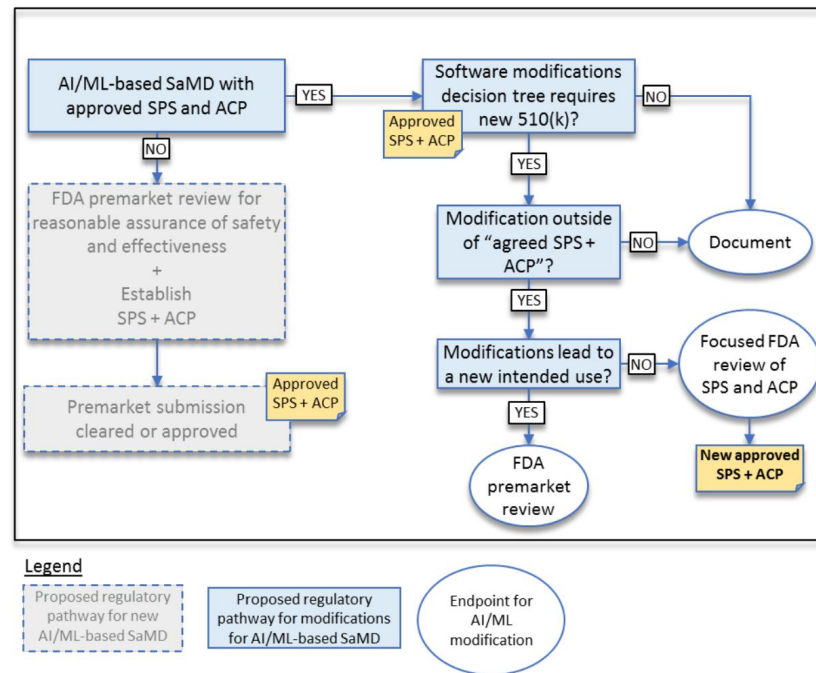 AI/ML-based SaMD with
approved SPS and ACP
YES
Software modifications
decision tree requires
new 510(k)?
NO
Approved
SPS + ACP
NO
YES
FDA premarket review for
reasonable assurance of safety
and effectiveness
+
Establish
SPS + ACP
Modification outside
of “agreed SPS +
ACP”?
NO
Document
YES
Modifications lead to
a new intended use?
NO
Focused FDA
review of
SPS and ACP
Premarket submission
cleared or approved
Approved
SPS + ACP
YES
FDA
premarket
review
New approved
SPS + ACP
Legend
Proposed regulatory
pathway for new
AI/ML-based SaMD
Proposed regulatory
pathway for modifications
for AI/ML-based SaMD
Endpoint for
AI/ML
modification